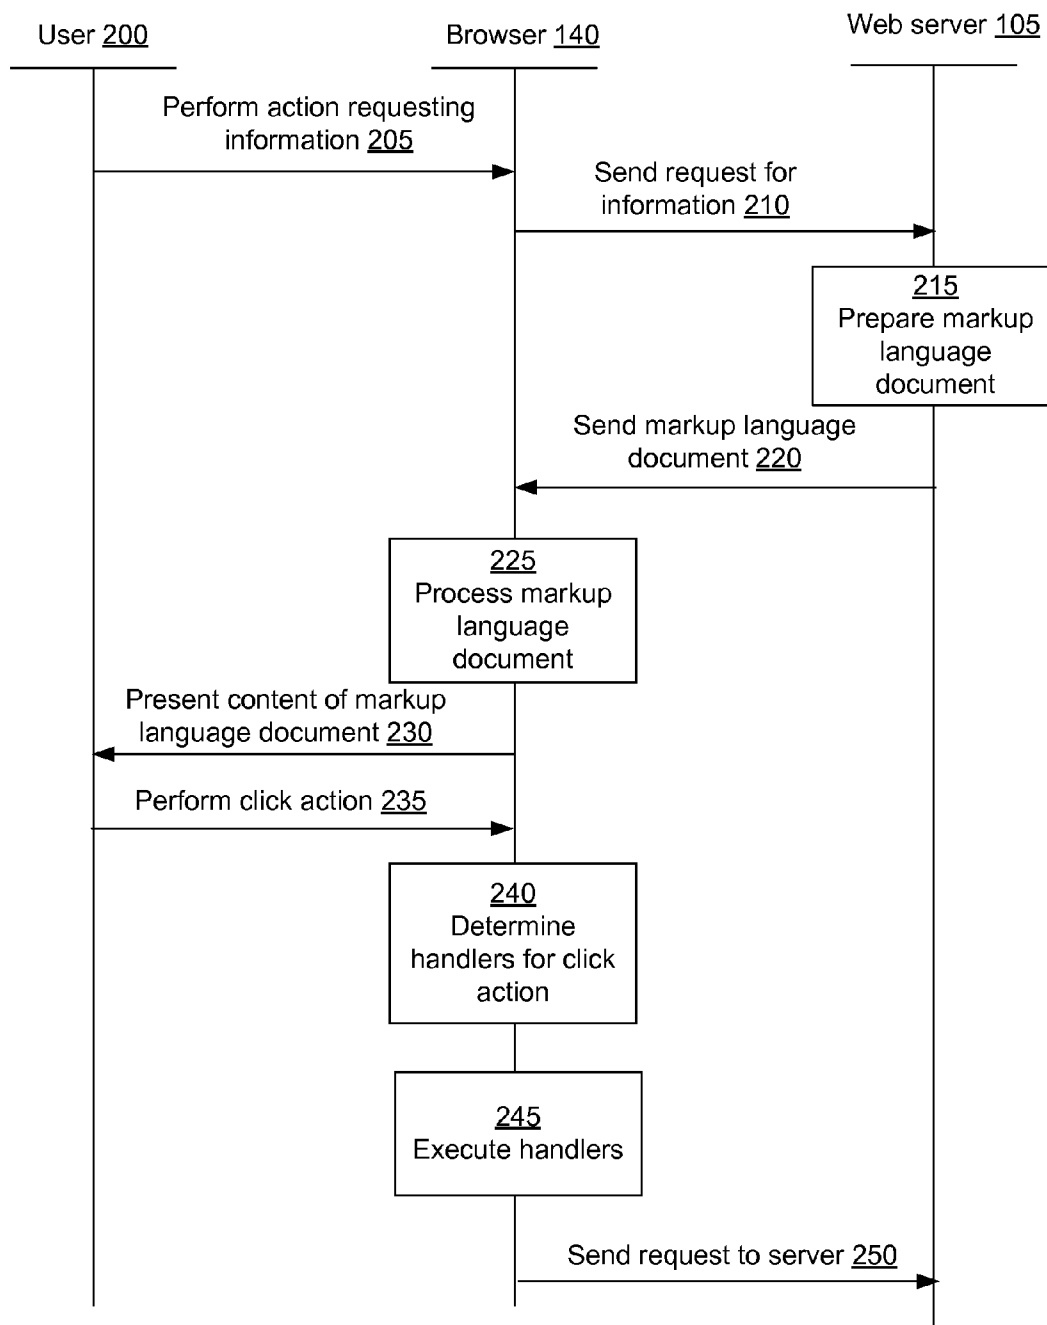 User 200
Browser 140
Web server 105
Perform action requesting
information 205
Send request for
information 210
215
Prepare markup
language
document
Send markup language
document 220
225
Process markup
language
document
Present content of markup
language document 230
Perform click action 235
240
Determine
handlers for click
action
245
Execute handlers
Send request to server 250